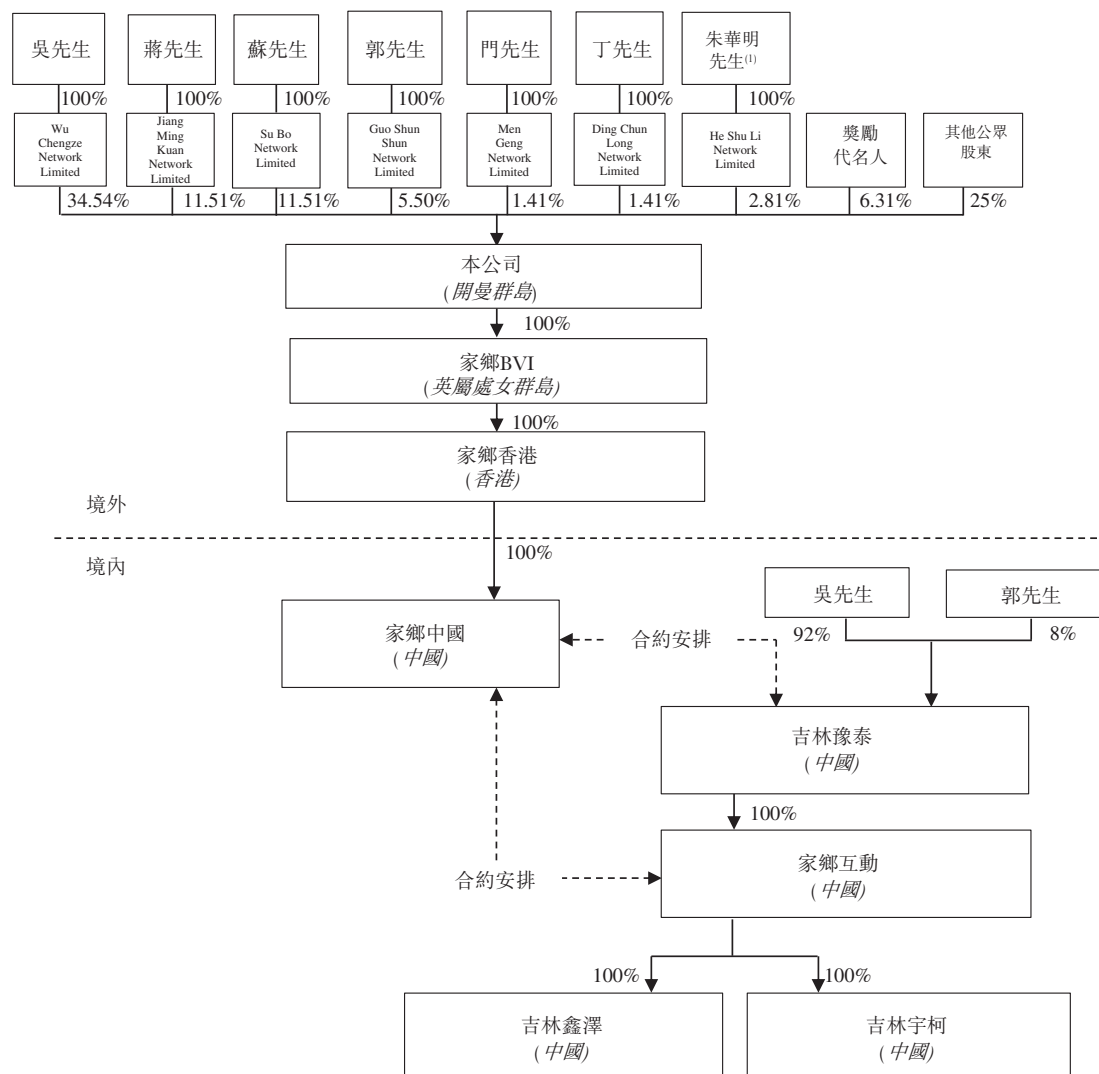 吳先生
蔣先生
蘇先生
郭先生
門先生
丁先生
朱華明
先生(1)
100%
100%
100%
100%
100%
100%
100%
Wu
Chengze
Network
Limited
Jiang
Ming
Kuan
Network
Limited
Su Bo
Network
Limited
Guo Shun
Shun
Network
Limited
Men
Geng
Network
Limited
Ding Chun
Long
Network
Limited
He Shu Li
Network
Limited
獎勵
代名人
其他公眾
股東
34.54%
11.51%
11.51%
5.50%
1.41%
1.41%
2.81%
6.31%
25%
本公司
(開曼群島)
100%
家鄉BVI
(英屬處女群島)
100%
家鄉香港
(香港)
境外
100%
境內
吳先生
郭先生
92%
8%
家鄉中國
(中國)
合約安排
吉林豫泰
(中國)
100%
合約安排
家鄉互動
(中國)
100%
100%
吉林鑫澤
(中國)
吉林宇柯
(中國)